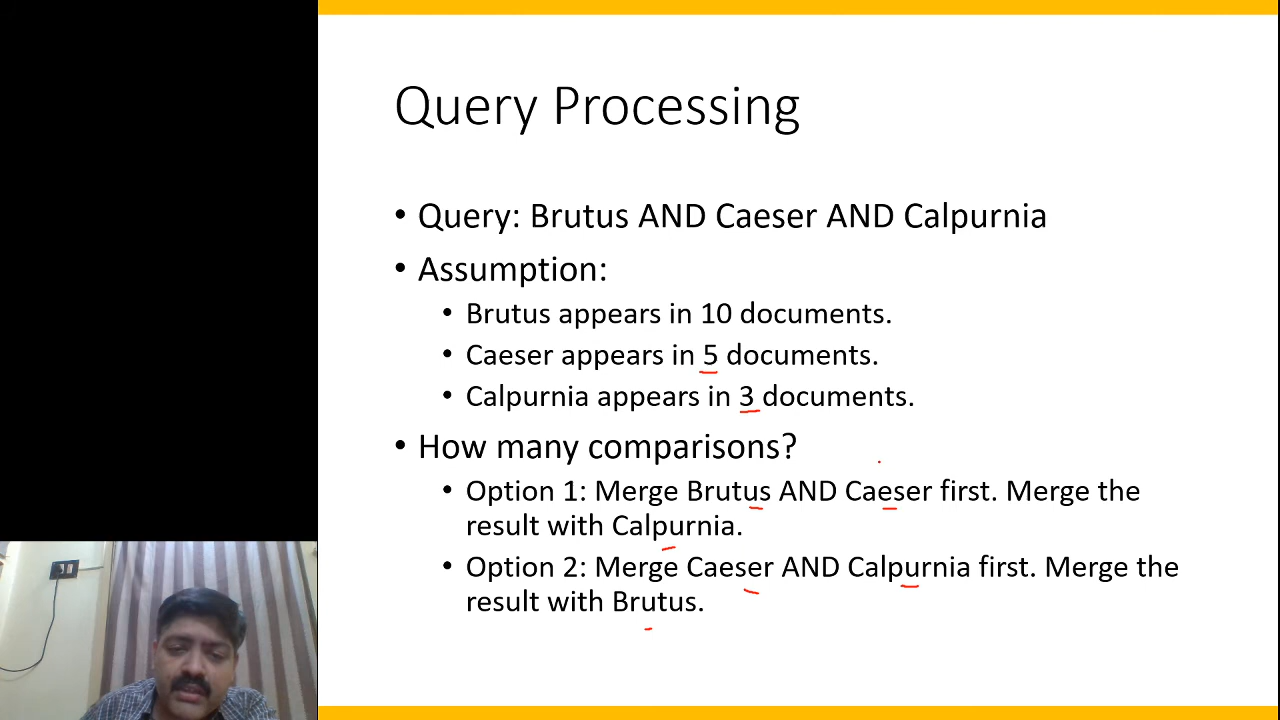 Query Processing
• Query: Brutus AND Caeser AND Calpurnia
• Assumption:
• Brutus appears in 10 documents.
• Caeser appears in 5 documents.
• Calpurnia appears in 3 documents.
• How many comparisons?
• Option 1: Merge Brutus AND Caeser first. Merge the
result with Calpurnia.
• Option 2: Merge Caeser AND Calpurnia first. Merge the
result with Brutus.